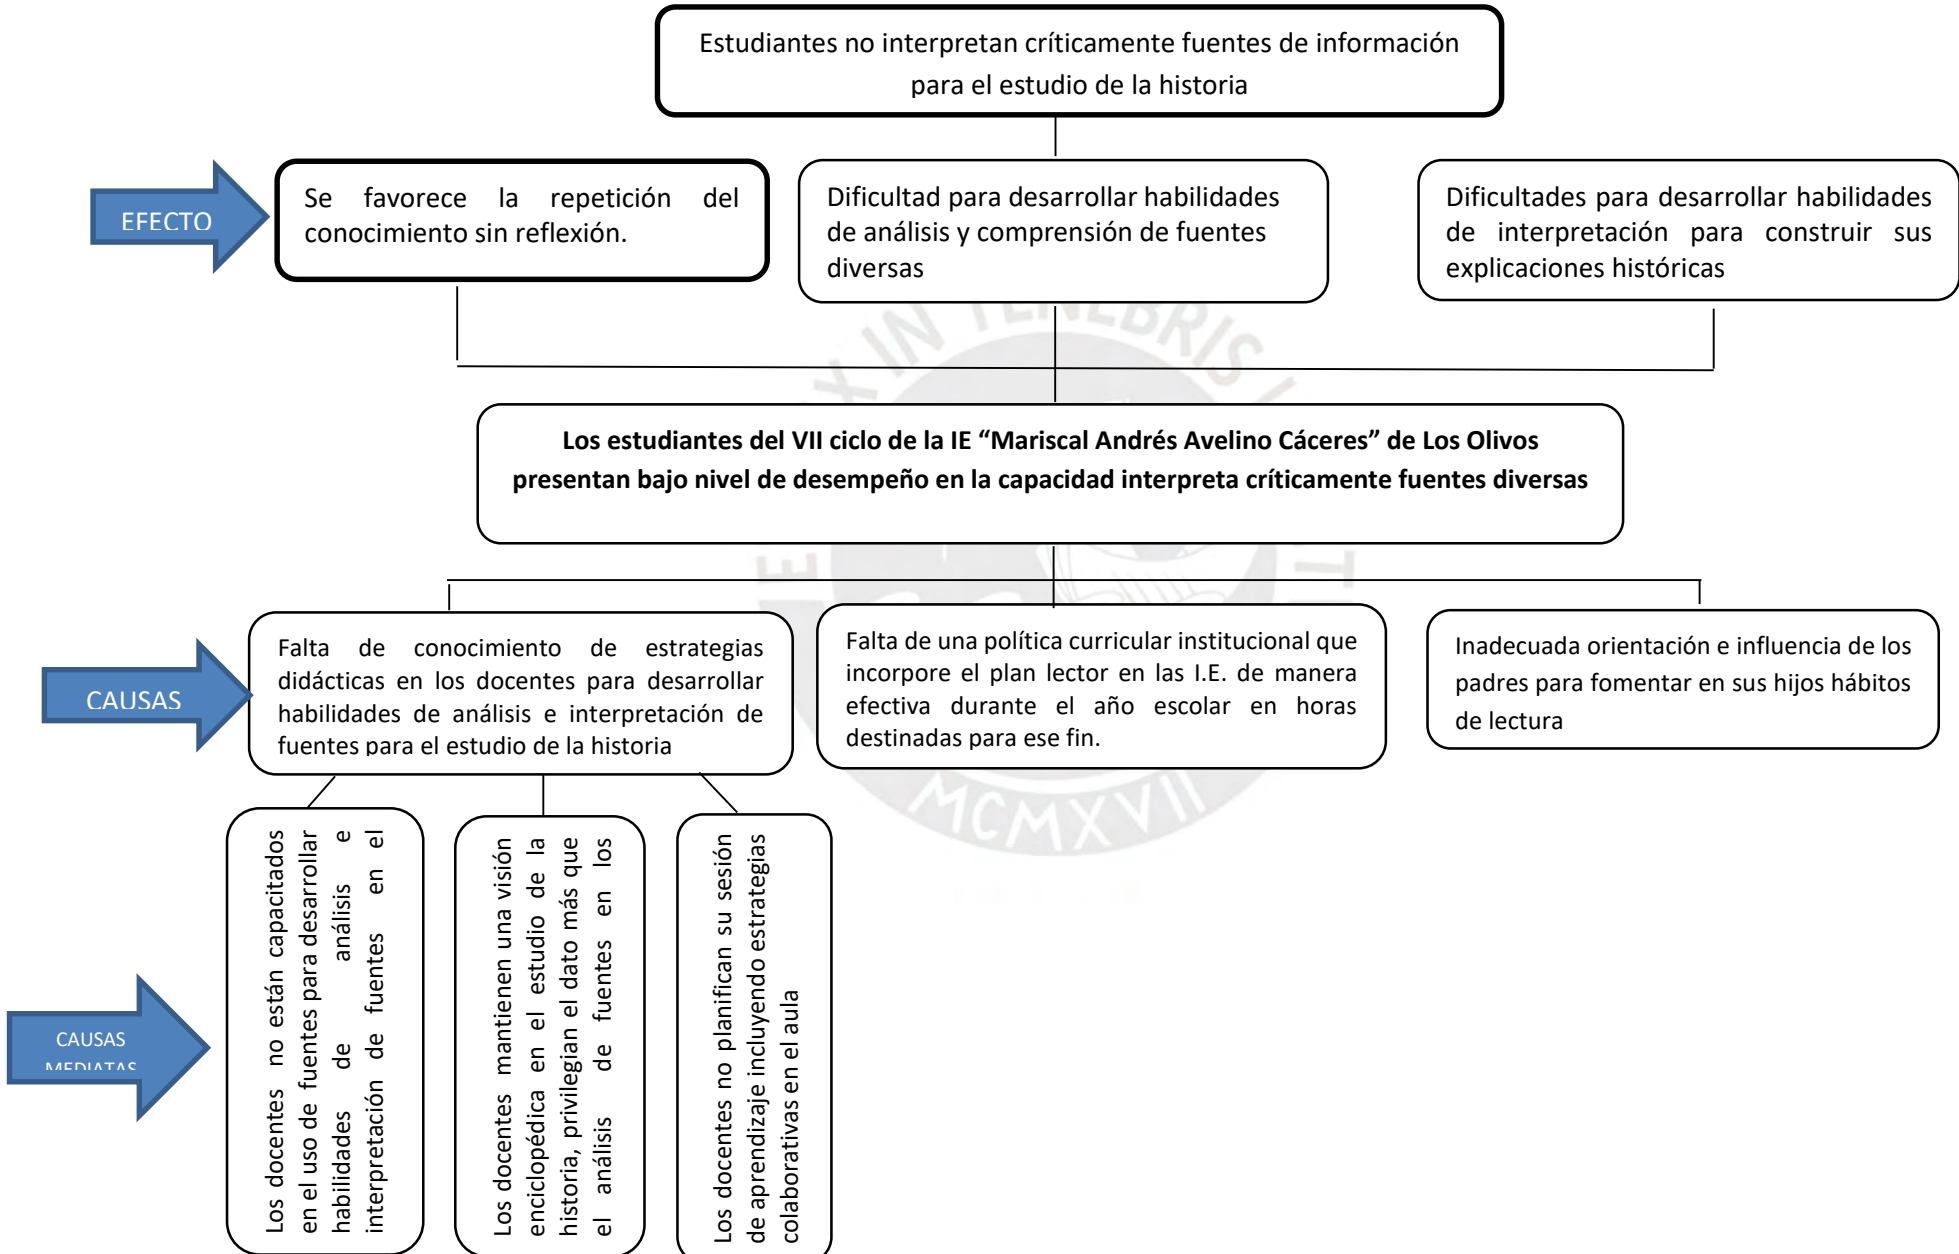 Estudiantes no interpretan críticamente fuentes de información
para el estudio de la historia
EFECTO
Se favorece la repetición del
conocimiento sin reflexión.
Dificultad para desarrollar habilidades
de análisis y comprensión de fuentes
diversas
Dificultades para desarrollar habilidades
de interpretación para construir sus
explicaciones históricas
Los estudiantes del VII ciclo de la IE “Mariscal Andrés Avelino Cáceres” de Los Olivos
presentan bajo nivel de desempeño en la capacidad interpreta críticamente fuentes diversas
CAUSAS
Falta de conocimiento de estrategias
didácticas en los docentes para desarrollar
habilidades de análisis e interpretación de
fuentes para el estudio de la historia
Falta de una política curricular institucional que
incorpore el plan lector en las I.E. de manera
efectiva durante el año escolar en horas
destinadas para ese fin.
Inadecuada orientación e influencia de los
padres para fomentar en sus hijos hábitos
de lectura
CAUSAS
MEDIATAS
Los docentes no están capacitados
en el uso de fuentes para desarrollar
habilidades de análisis e
interpretación de fuentes en el
Los docentes mantienen una visión
enciclopédica en el estudio de la
historia, privilegian el dato más que
el análisis de fuentes en los
Los docentes no planifican su sesión
de aprendizaje incluyendo estrategias
colaborativas en el aula
IN TENEBRIS
MCMXVII